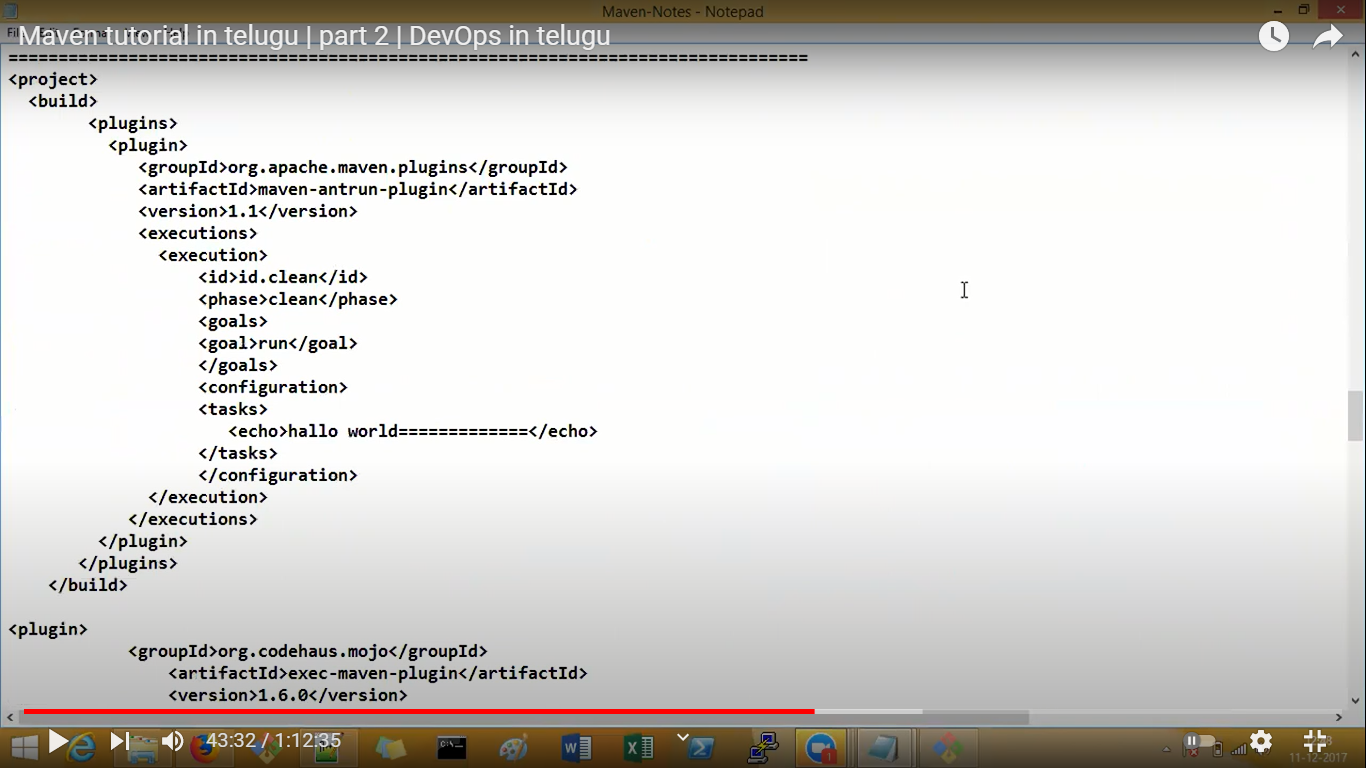 Maven-Notes - Notepad
Maven tutorial in telugu | part 2 | DevOps in telugu
================================================================================
<project>
<build>
<plugins>
<plugin>
<groupId>org.apache.maven.plugins</groupId>
<artifactId>maven-antrun-plugin</artifactId>
<version>1.1</version>
<executions>
<execution>
<id>id.clean</id>
<phase>clean</phase>
<goals>
<goal>run</goal>
</goals>
<configuration>
<tasks>
<echo>hallo world=============</echo>
</tasks>
</configuration>
</execution>
</executions>
</plugin>
</plugins>
</build>
<plugin>
<groupId>org.codehaus.mojo</groupId>
<artifactId>exec-maven-plugin</artifactId>
<version>1.6.0</version>
43:32 / 1:12:35
11-12-2017